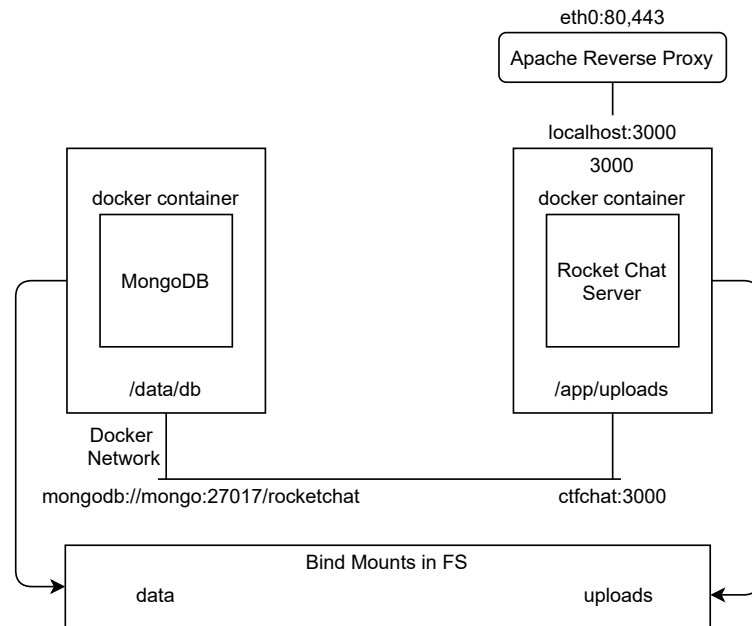 eth0:80,443
Apache Reverse Proxy
localhost:3000
3000
docker container
MongoDB
/data/db
docker container
Rocket Chat
Server
/app/uploads
Docker
Network
mongodb://mongo:27017/rocketchat
ctfchat:3000
Bind Mounts in FS
data
uploads